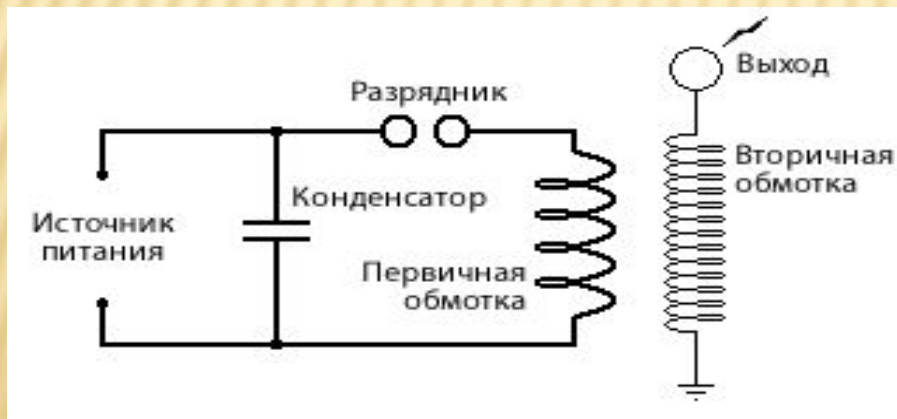 Разрядник
Выход
Вторичная
обмотка
Конденсатор
Источник
питания
Первичная
обмотка